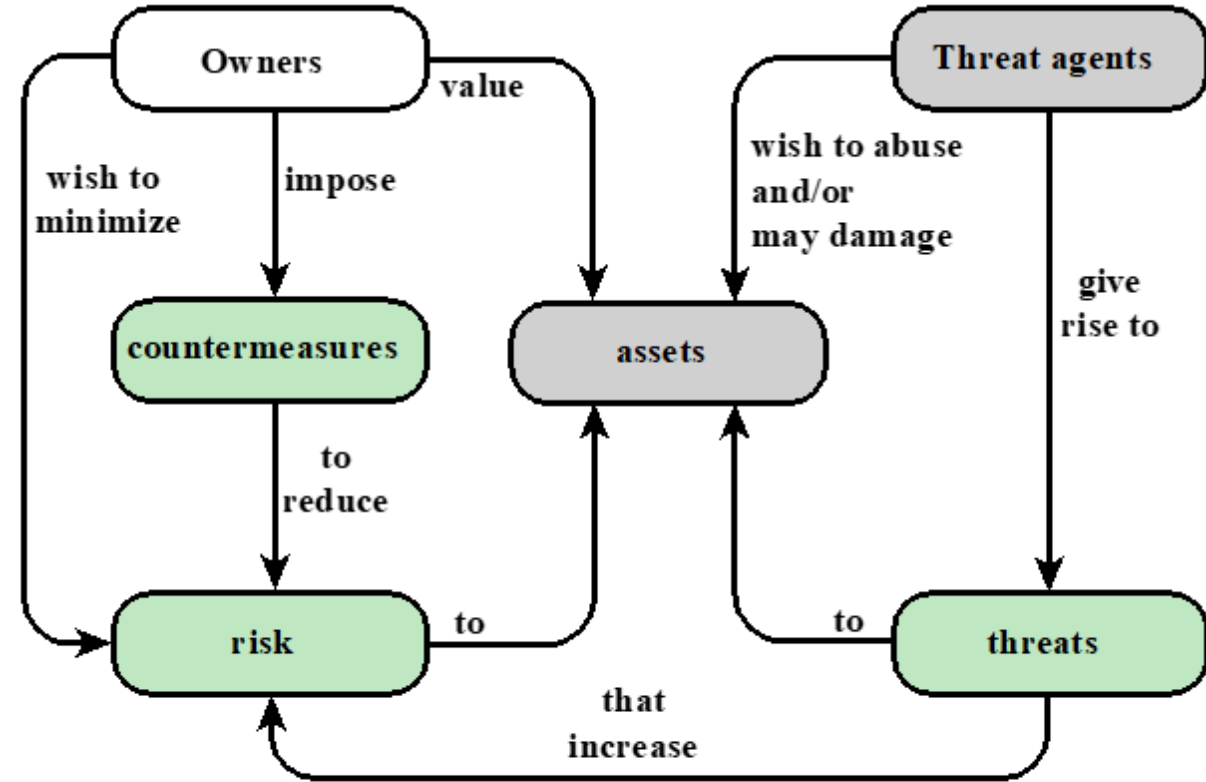 Owners
value
Threat agents
wish to
minimize
impose
wish to abuse
and/or
may damage
give
rise to
countermeasures
assets
to
reduce
risk
to
to
threats
that
increase